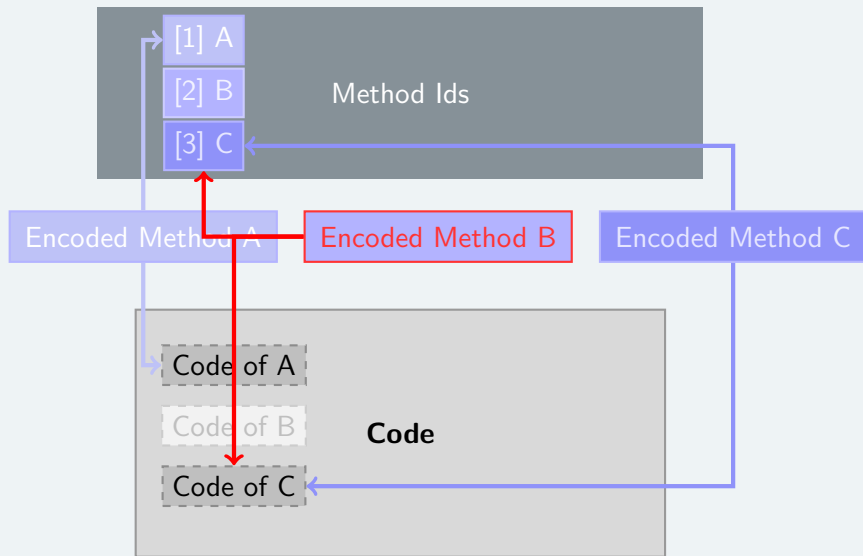 [1] A
[2] B
Method Ids
[3] C
Encoded Method A
Encoded Method B
Encoded Method C
Code of A
Code of B
Code
Code of C